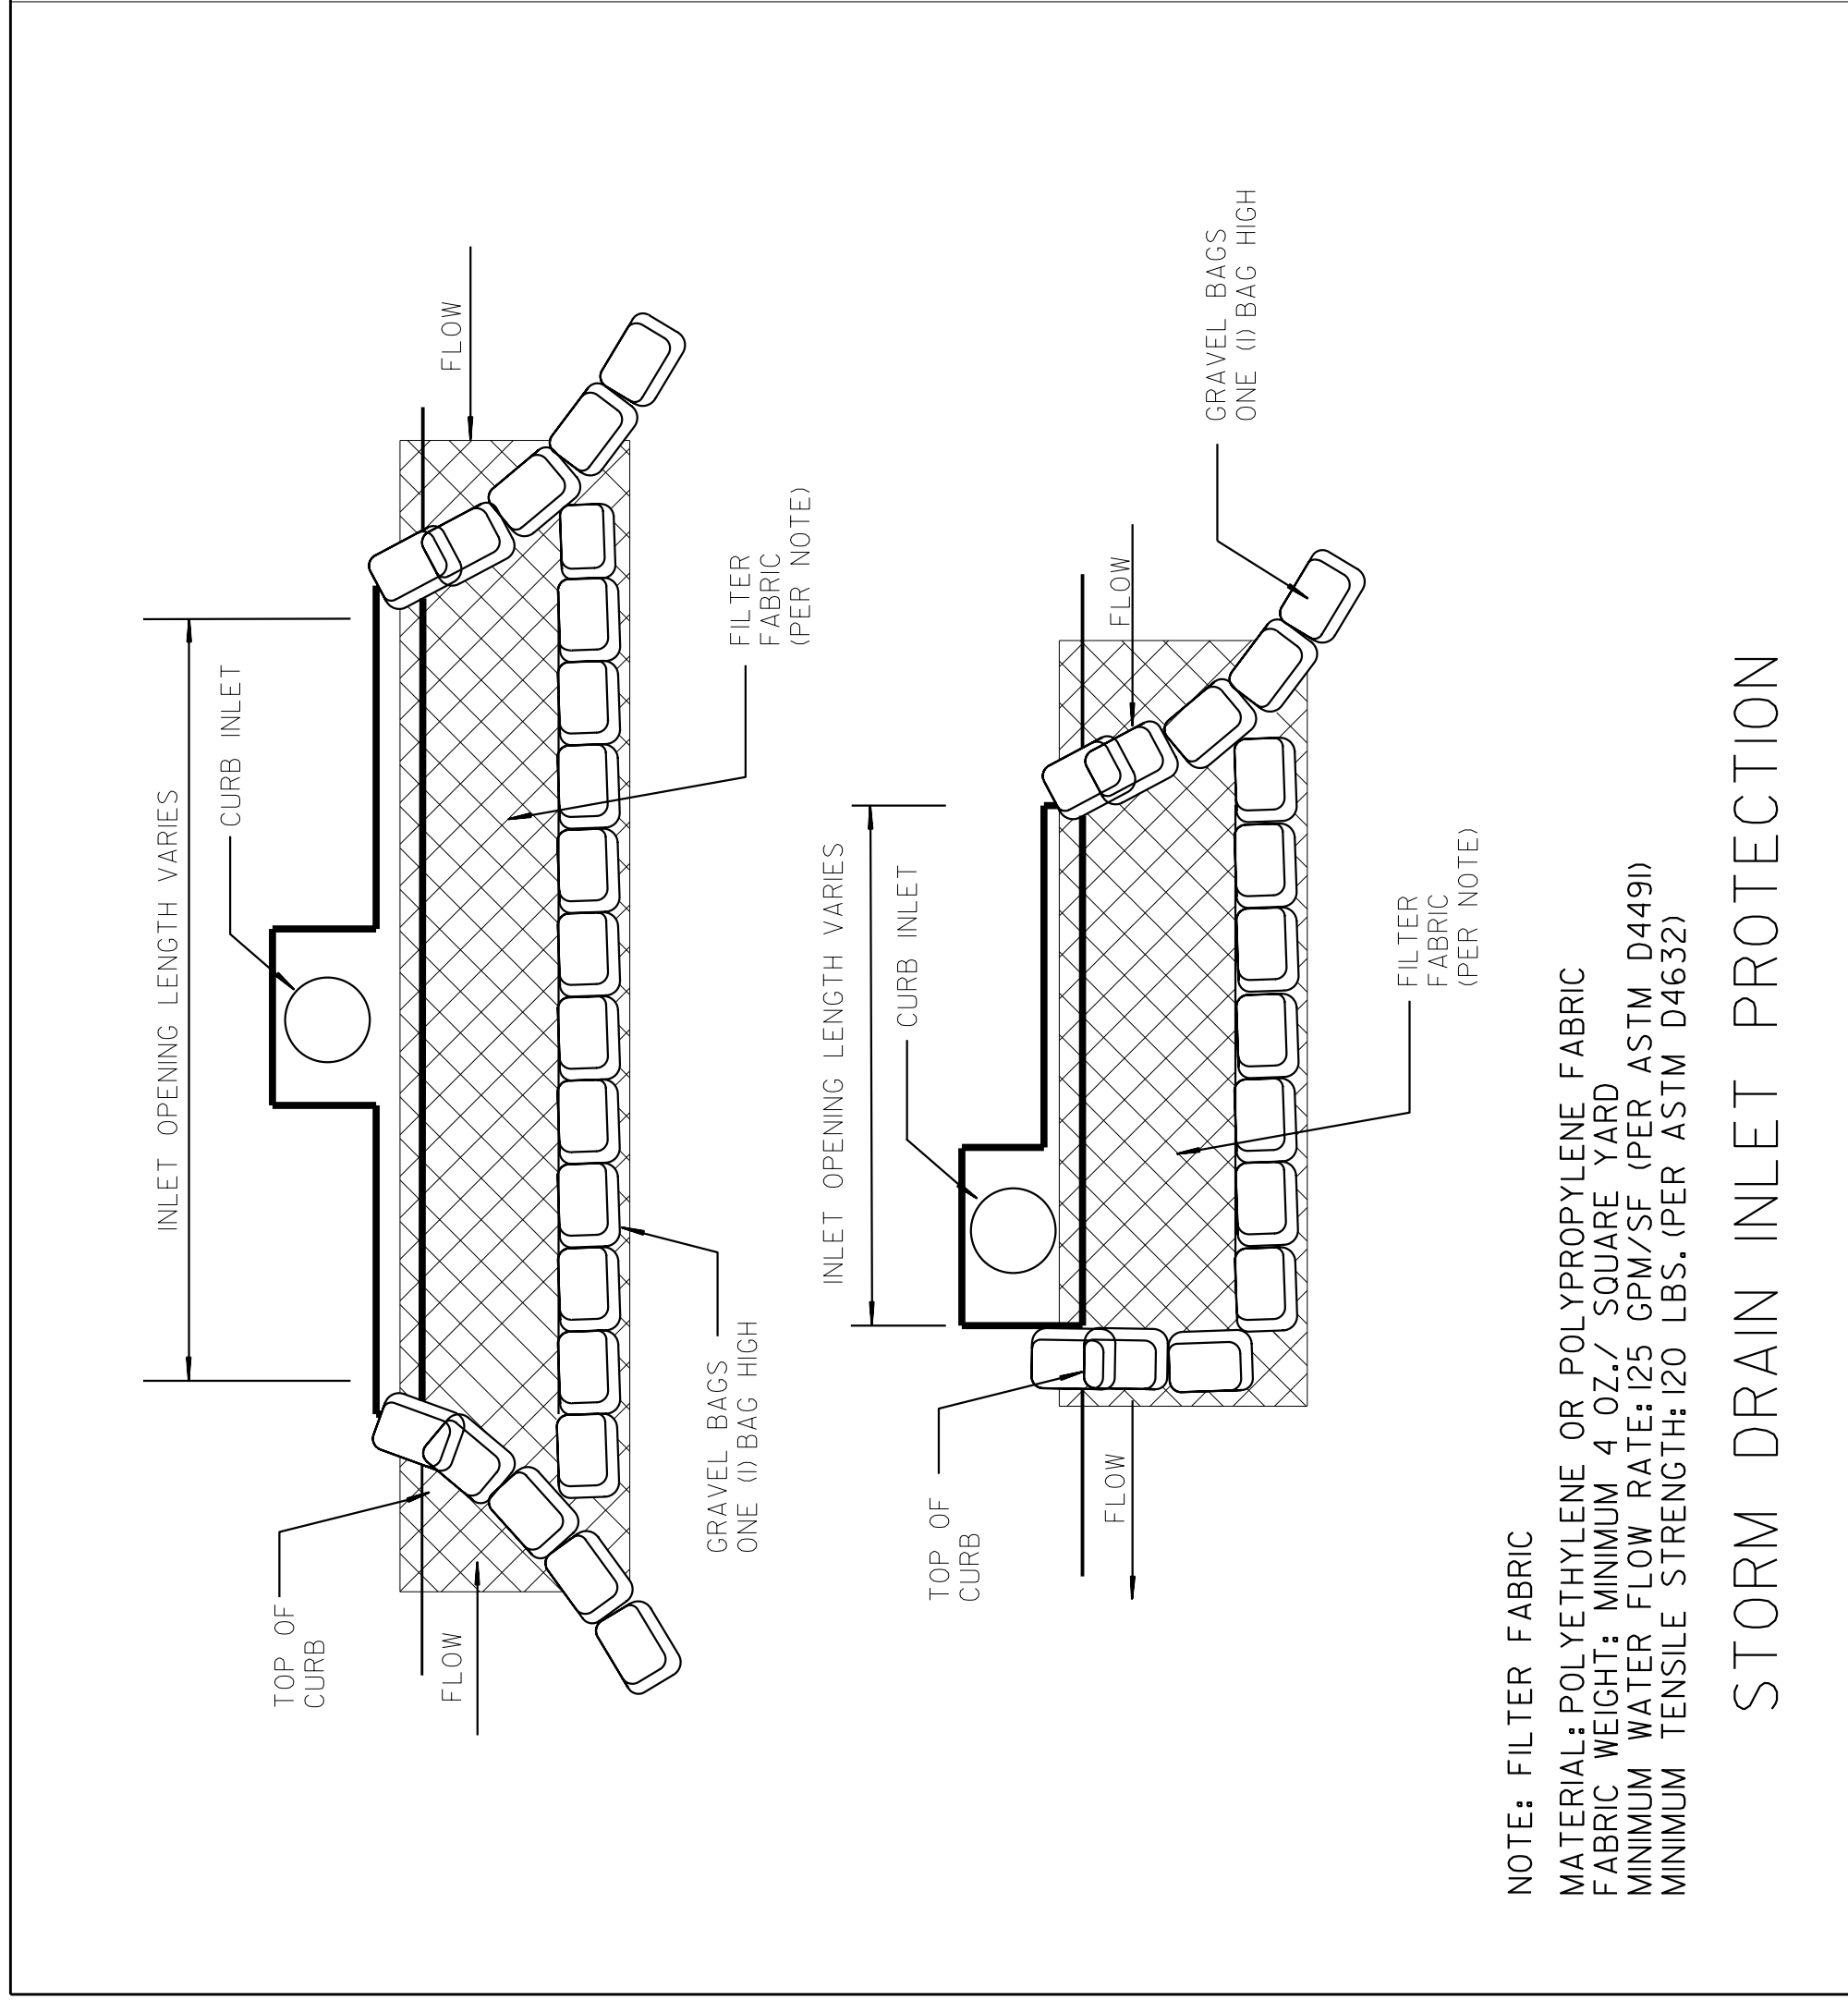 INLET OPENING LENGTH VARIES
CURB INLET
TOP OF
CURB
FLOW
FLOW
GRAVEL BAGS
ONE (1) BAG HIGH
FILTER
FABRIC
(PER NOTE)
INLET OPENING LENGTH VARIES
CURB INLET
TOP OF
CURB
FLOW
FLOW
GRAVEL BAGS
ONE (1) BAG HIGH
FILTER
FABRIC
(PER NOTE)
NOTE: FILTER FABRIC
MATERIAL: POLYETHYLENE OR POLYPROPYLENE FABRIC
FABRIC WEIGHT: MINIMUM 4 OZ./ SQUARE YARD
MINIMUM WATER FLOW RATE: 125 GPM/SF (PER ASTM D4491)
MINIMUM TENSILE STRENGTH: 120 LBS. (PER ASTM D4632)
STORM DRAIN INLET PROTECTION